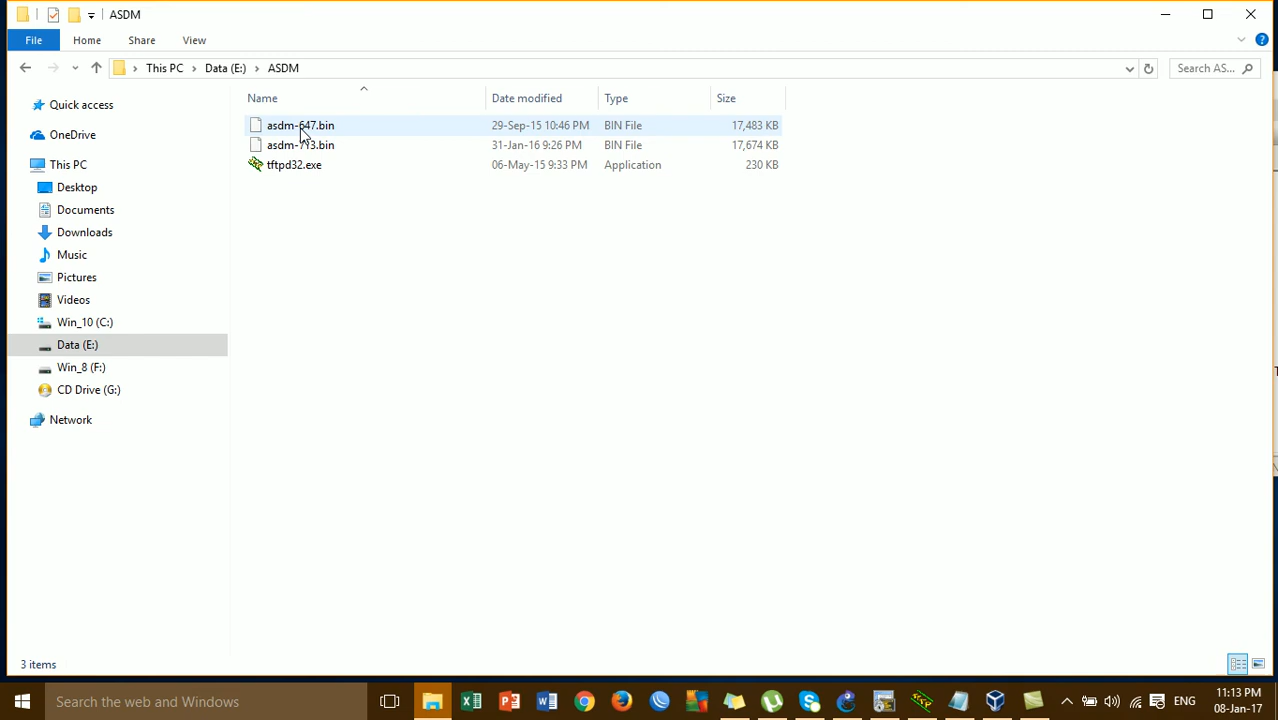 ASDM
File Home Share View
This PC Data (E:) ASDM Search AS...
Name Date modified Type Size
Quick access
OneDrive
This PC
Desktop
Documents
Downloads
Music
Pictures
Videos
Win_10 (C:)
Data (E:)
Win_8 (F:)
CD Drive (G:)
Network
asdm-647.bin 29-Sep-15 10:46 PM BIN File 17,483 KB
asdm-713.bin 31-Jan-16 9:26 PM BIN File 17,674 KB
tftpd32.exe 06-May-15 9:33 PM Application 230 KB
3 items
Search the web and Windows
ENG
11:13 PM
08-Jan-17